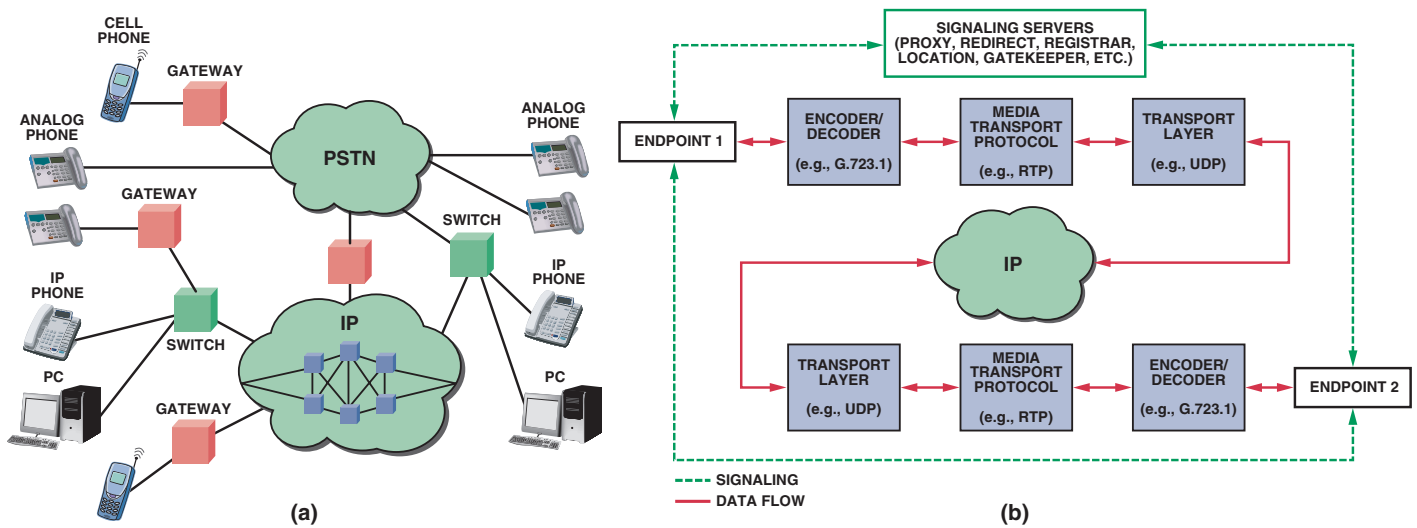 CELL
PHONE
GATEWAY
ANALOG
PHONE
PSTN
ANALOG
PHONE
GATEWAY
SWITCH
IP
PHONE
IP
PHONE
SWITCH
IP
PC
PC
GATEWAY
(a)
SIGNALING SERVERS
(PROXY, REDIRECT, REGISTRAR,
LOCATION, GATEKEEPER, ETC.)
ENDPOINT 1
ENCODER/
DECODER
(e.g., G.723.1)
MEDIA
TRANSPORT
PROTOCOL
(e.g., RTP)
TRANSPORT
LAYER
(e.g., UDP)
IP
TRANSPORT
LAYER
(e.g., UDP)
MEDIA
TRANSPORT
PROTOCOL
(e.g., RTP)
ENCODER/
DECODER
(e.g., G.723.1)
ENDPOINT 2
SIGNALING
DATA FLOW
(b)